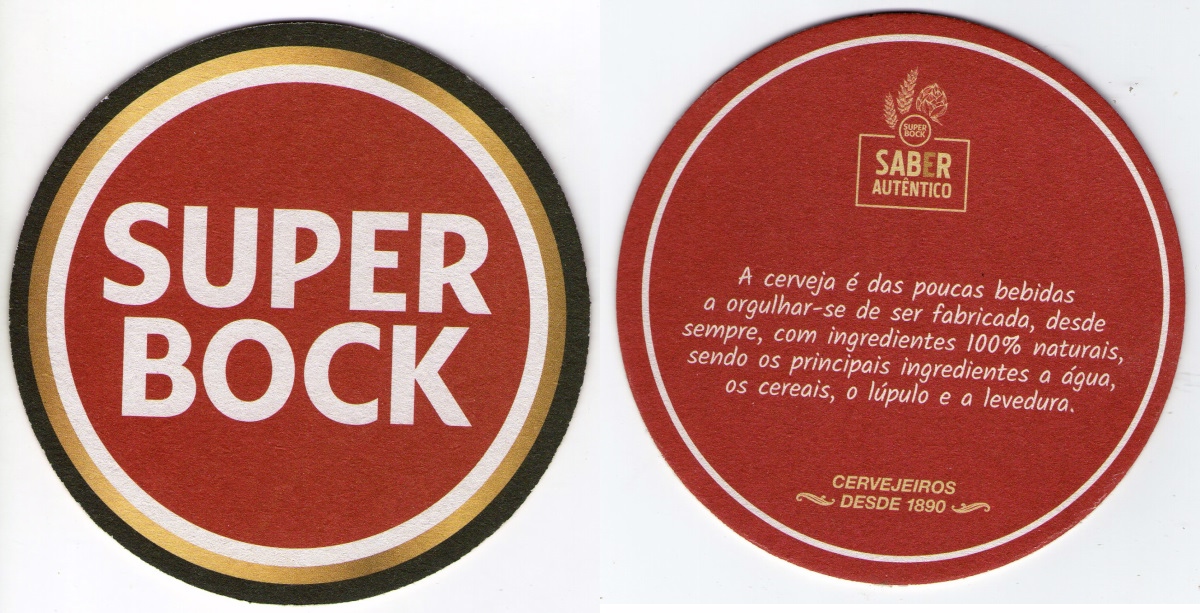 SUPER
BOCK
SUPER
BOCK
SABER
AUTÊNTICO
A cerveja é das poucas bebidas
a orgulhar-se de ser fabricada, desde
sempre, com ingredientes 100% naturais,
sendo os principais ingredientes a água,
os cereais, o lúpulo e a levedura.
CERVEJEIROS
DESDE 1890